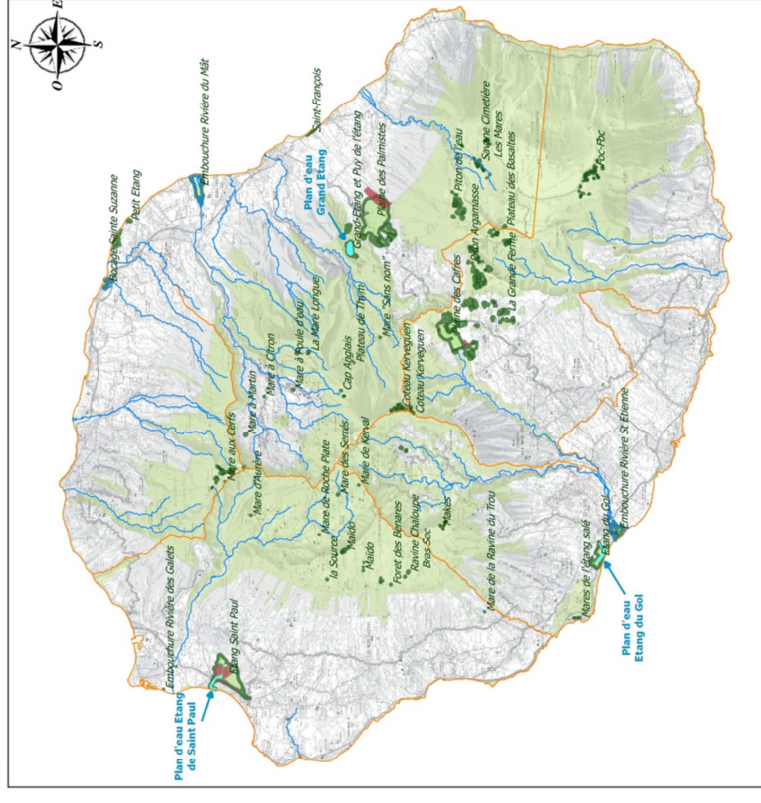 N
E
S
O
Bocage Sainte Suzanne
Petit Etang
Embouchure Rivière du Mât
Saint-François
Plan d'eau
Grand Etang
Grand-Etang et Puy de l'étang
Plaine des Palmistes
Embouchure Rivière des Galets
Plan d'eau Etang
de Saint Paul
Etang Saint Paul
Mare aux Cerfs
Mare d'Aurère
Mare à Martin
Mare à Citron
Mare à Poule d'eau
La Mare Longue
Cap Anglais
Plateau de Thym
Mare "Sans nom"
Mare de Roche Plate
la Source
Mare des Serrés
Maïdo
Maïdo
Mare de Kerval
Foret des Benares
Ravine Chaloupe
Bras-Sec
Makes
Coteau Kerveguen
Coteau Kerveguen
Plaine des Cafres
Piton de l'eau
Savane Cimetière
Les Mares
Piton Argamasse
Plateau des Basaltes
La Grande Ferme
Foc-Foc
Mare de la Ravine du Trou
Mares de l'étang salé
Etang du Gol
Embouchure Rivière St Etienne
Plan d'eau
Etang du Gol